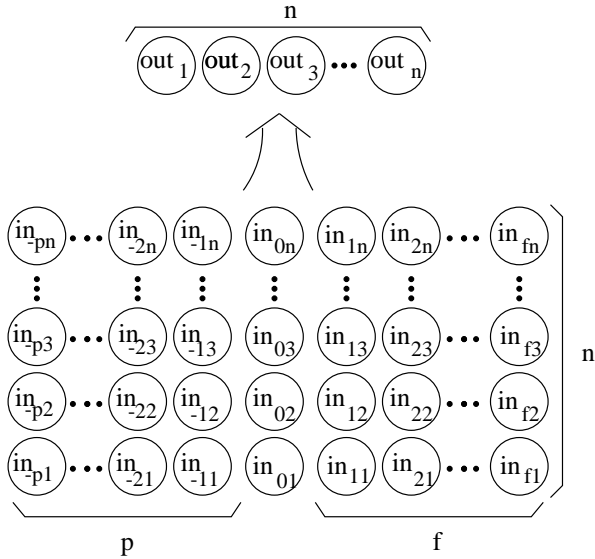 n
out1 out2 out3 ••• outn
in-pn ••• in-2n in-1n in0n in1n in2n ••• infn
in-p3 ••• in-23 in-13 in03 in13 in23 ••• inf3
n
in-p2 ••• in-22 in-12 in02 in12 in22 ••• inf2
in-p1 ••• in-21 in-11 in01 in11 in21 ••• inf1
p f